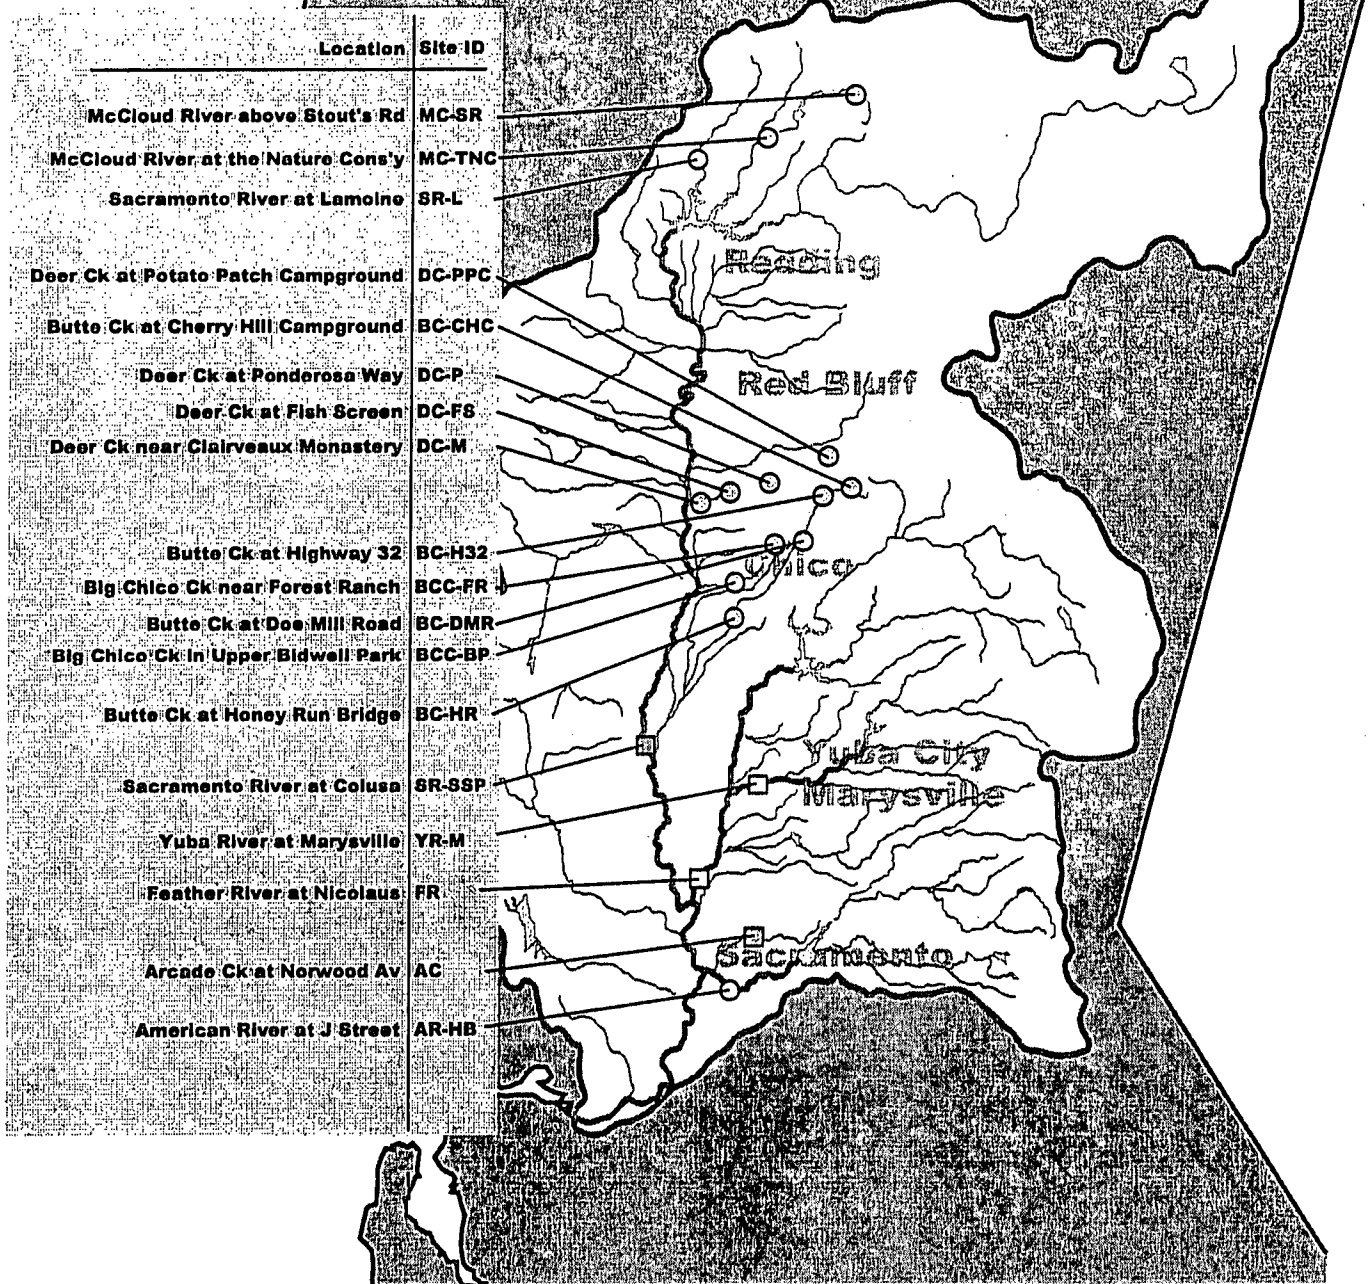 Location Site ID
McCloud River above Stout's Rd MC-SR
McCloud River at the Nature Cons'y MC-TNC
Sacramento River at Lamoine SR-L
Redding
Deer Ck at Potato Patch Campground DC-PPC
Butte Ck at Cherry Hill Campground BC-CHC
Deer Ck at Ponderosa Way DC-P
Red Bluff
Deer Ck at Fish Screen DC-FS
Deer Ck near Clairveaux Monastery DC-M
Butte Ck at Highway 32 BC-H32
Chico
Big Chico Ck near Forest Ranch BCC-FR
Butte Ck at Doe Mill Road BC-DMR
Big Chico Ck in Upper Bidwell Park BCC-BP
Butte Ck at Honey Run Bridge BC-HR
Yuba City
Marysville
Sacramento River at Colusa SR-SSP
Yuba River at Marysville YR-M
Feather River at Nicolaus FR
Sacramento
Arcade Ck at Norwood Av AC
American River at J Street AR-HB